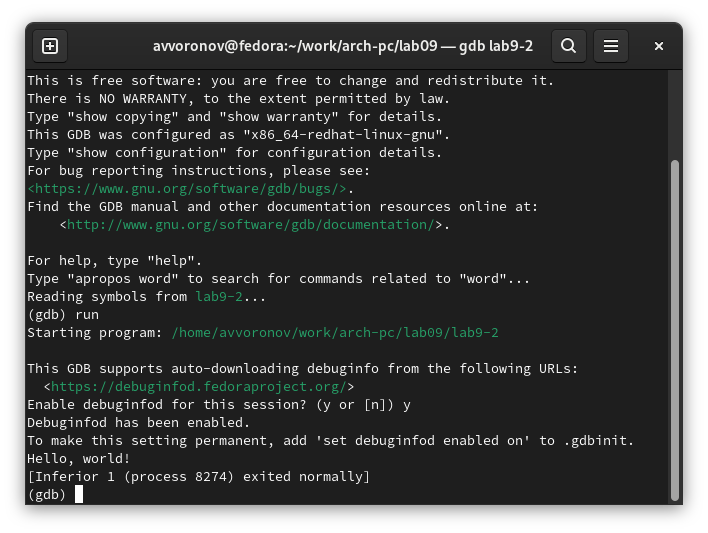 avvoronov@fedora:~/work/arch-pc/lab09 — gdb lab9-2
This is free software: you are free to change and redistribute it.
There is NO WARRANTY, to the extent permitted by law.
Type "show copying" and "show warranty" for details.
This GDB was configured as "x86_64-redhat-linux-gnu".
Type "show configuration" for configuration details.
For bug reporting instructions, please see:
<https://www.gnu.org/software/gdb/bugs/>.
Find the GDB manual and other documentation resources online at:
    <http://www.gnu.org/software/gdb/documentation/>.

For help, type "help".
Type "apropos word" to search for commands related to "word"...
Reading symbols from lab9-2...
(gdb) run
Starting program: /home/avvoronov/work/arch-pc/lab09/lab9-2

This GDB supports auto-downloading debuginfo from the following URLs:
  <https://debuginfod.fedoraproject.org/>
Enable debuginfod for this session? (y or [n]) y
Debuginfod has been enabled.
To make this setting permanent, add 'set debuginfod enabled on' to .gdbinit.
Hello, world!
[Inferior 1 (process 8274) exited normally]
(gdb)